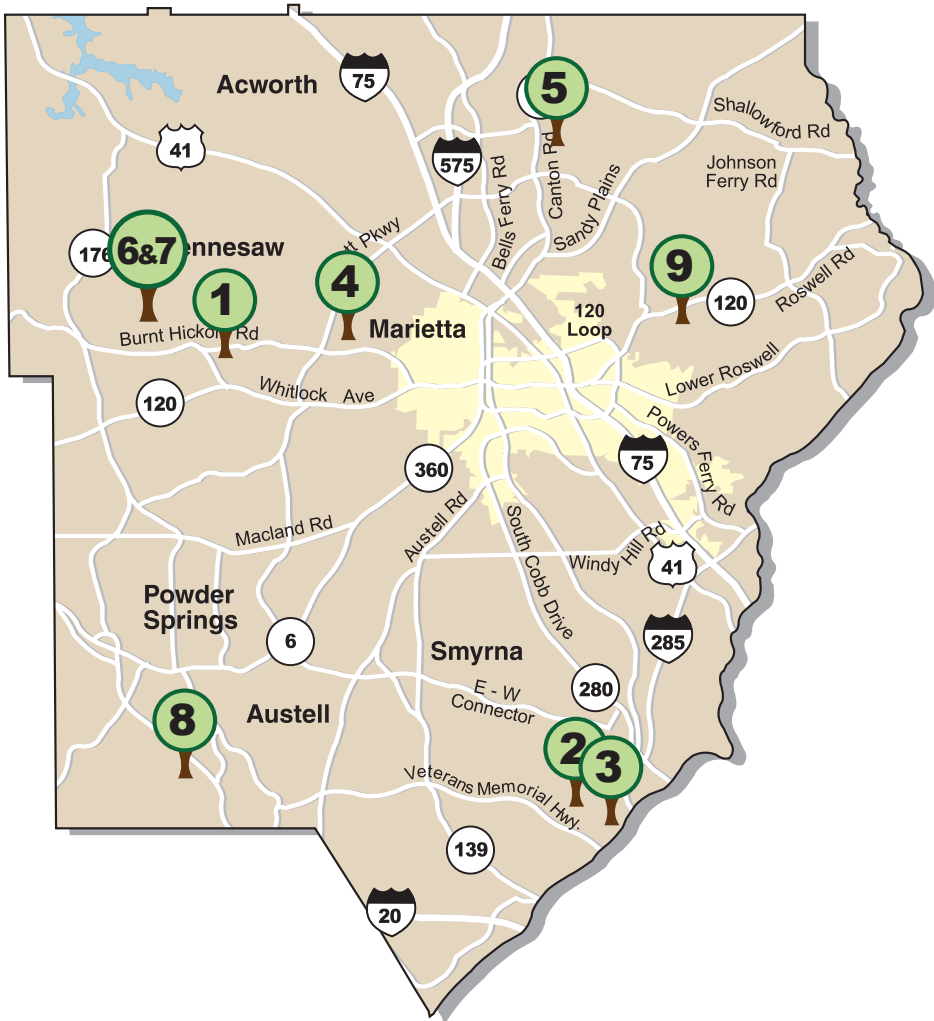 Acworth
75
5
Shallowford Rd
41
575
Johnson
Ferry Rd
Bells Ferry Rd
Canton Rd
Sandy Plains
176
6&7
ennesaw
tt Pkwy
1
4
9
120
Roswell Rd
Burnt Hickory Rd
Marietta
120
Loop
Whitlock Ave
120
Lower Roswell
Powers Ferry Rd
360
75
Austell Rd
South Cobb Drive
Macland Rd
Windy Hill Rd
41
Powder
Springs
6
Smyrna
285
E - W
Connector
280
8
Austell
2
3
Veterans Memorial Hwy.
139
20